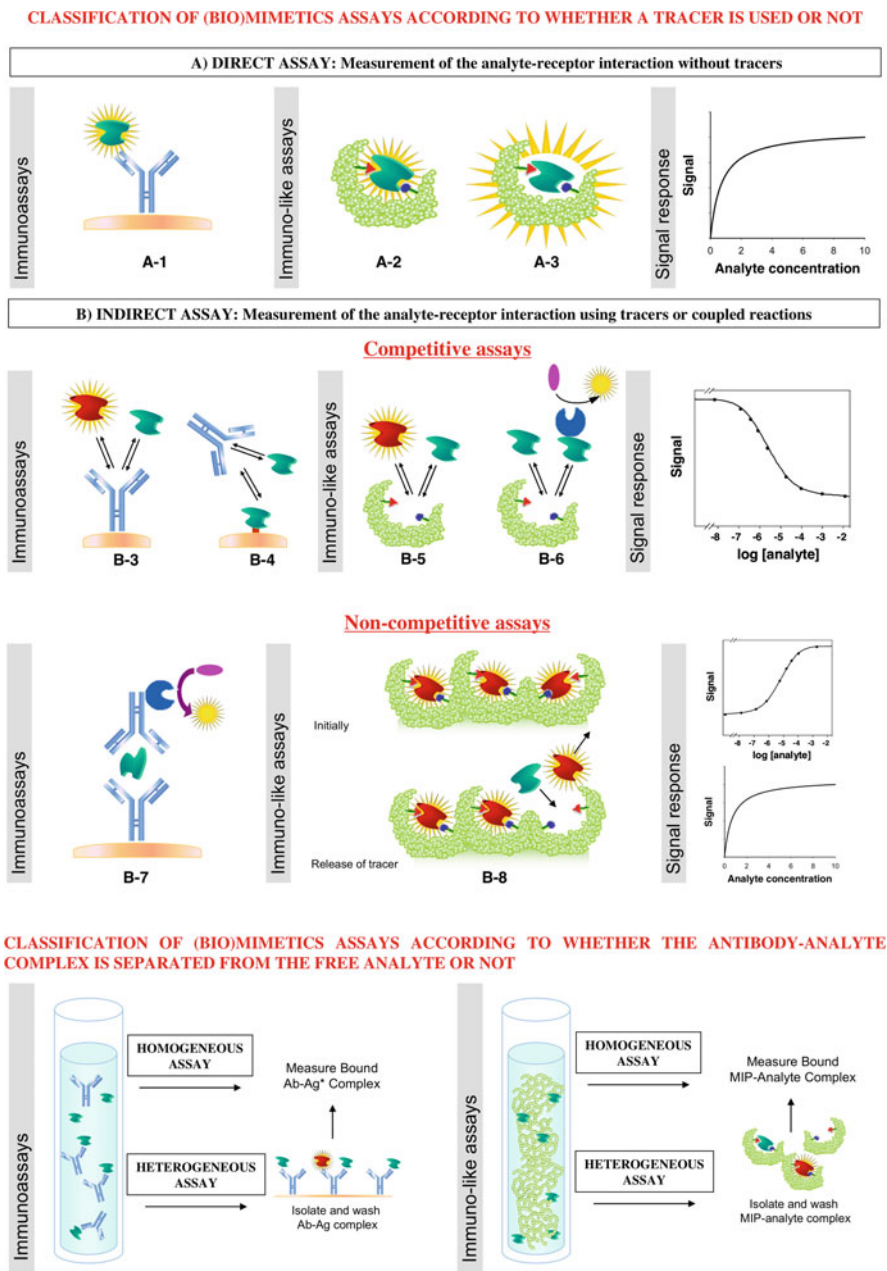 CLASSIFICATION OF (BIO)MIMETICS ASSAYS ACCORDING TO WHETHER A TRACER IS USED OR NOT
A) DIRECT ASSAY: Measurement of the analyte-receptor interaction without tracers
Immunoassays
A-1
Immuno-like assays
A-2
A-3
Signal response
Signal
0 2 4 6 8 10
Analyte concentration
B) INDIRECT ASSAY: Measurement of the analyte-receptor interaction using tracers or coupled reactions
Competitive assays
Immunoassays
B-3
B-4
Immuno-like assays
B-5
B-6
Signal response
Signal
-8 -7 -6 -5 -4 -3 -2
log [analyte]
Non-competitive assays
Immunoassays
B-7
Immuno-like assays
Initially
Release of tracer
B-8
Signal response
Signal
-8 -7 -6 -5 -4 -3 -2
log [analyte]
Signal
0 2 4 6 8 10
Analyte concentration
CLASSIFICATION OF (BIO)MIMETICS ASSAYS ACCORDING TO WHETHER THE ANTIBODY-ANALYTE
COMPLEX IS SEPARATED FROM THE FREE ANALYTE OR NOT
Immunoassays
HOMOGENEOUS
ASSAY
Measure Bound
Ab-Ag* Complex
HETEROGENEOUS
ASSAY
Isolate and wash
Ab-Ag complex
Immuno-like assays
HOMOGENEOUS
ASSAY
Measure Bound
MIP-Analyte Complex
HETEROGENEOUS
ASSAY
Isolate and wash
MIP-analyte complex